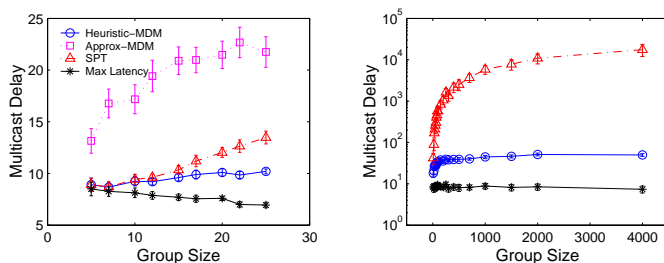 Heuristic-MDM
Approx-MDM
SPT
Max Latency
Multicast Delay
25
20
15
10
5
0
10
20
30
Group Size
Multicast Delay
10^5
10^4
10^3
10^2
10^1
10^0
0
1000
2000
3000
4000
Group Size